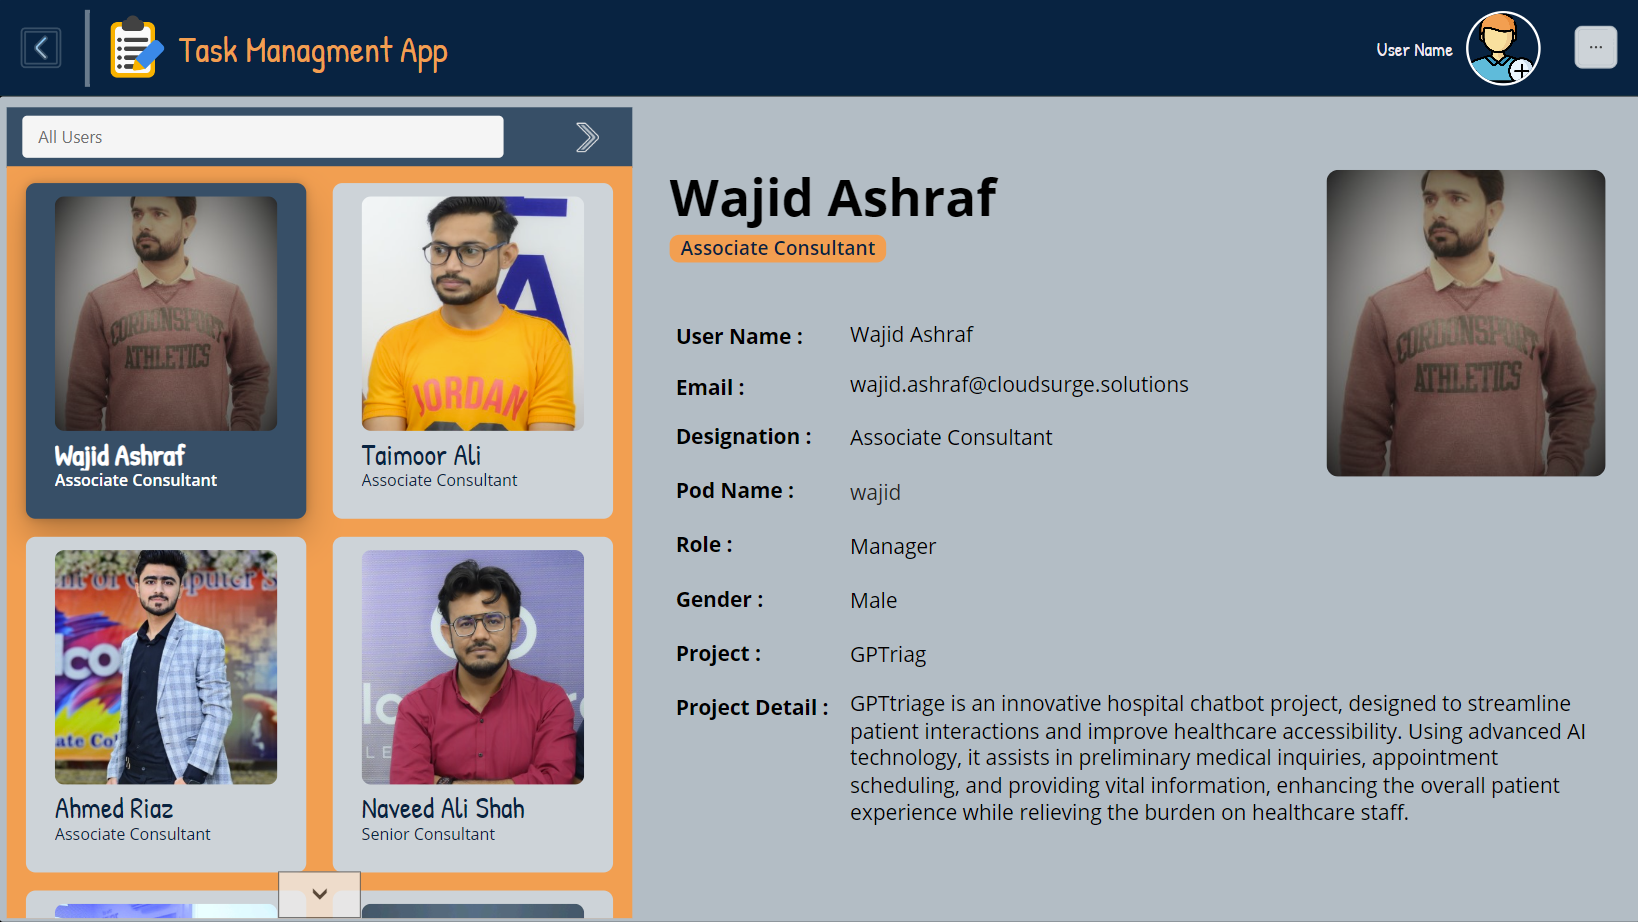 Task Managment App
User Name
...
All Users
Wajid Ashraf
Associate Consultant
CORDONSPORT
ATHLETICS
Wajid Ashraf
Associate Consultant
JORDAN
Taimoor Ali
Associate Consultant
Ahmed Riaz
Associate Consultant
Naveed Ali Shah
Senior Consultant
User Name :
Wajid Ashraf
Email :
wajid.ashraf@cloudsurge.solutions
Designation :
Associate Consultant
Pod Name :
wajid
Role :
Manager
Gender :
Male
Project :
GPTriag
Project Detail :
GPTtriage is an innovative hospital chatbot project, designed to streamline
patient interactions and improve healthcare accessibility. Using advanced AI
technology, it assists in preliminary medical inquiries, appointment
scheduling, and providing vital information, enhancing the overall patient
experience while relieving the burden on healthcare staff.
CORDONSPORT
ATHLETICS